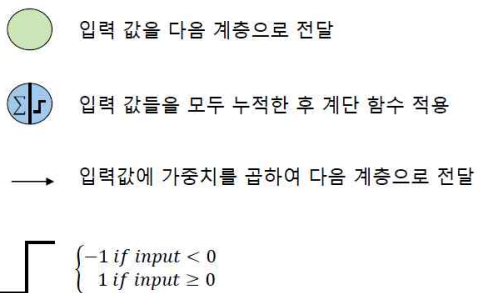 입력 값을 다음 계층으로 전달
∑ 입력 값들을 모두 누적한 후 계단 함수 적용
입력값에 가중치를 곱하여 다음 계층으로 전달
-1 if input < 0
1 if input ≥ 0